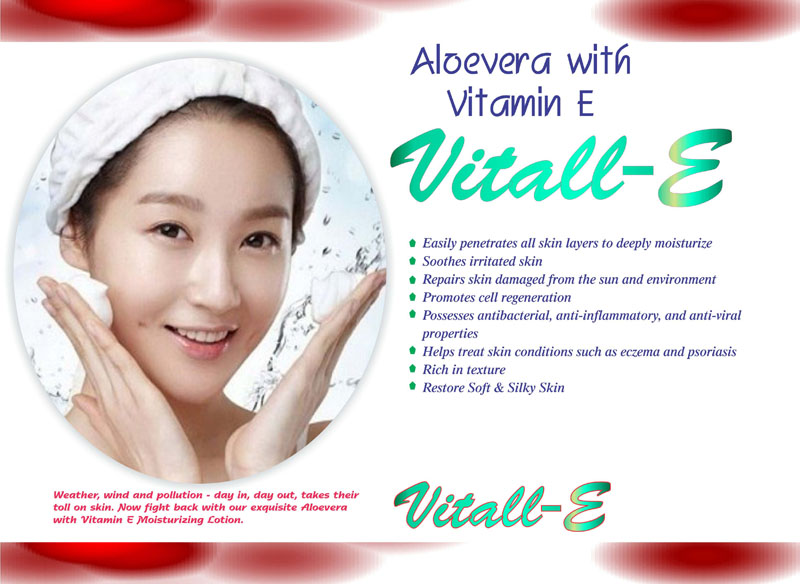 Aloevera with
Vitamin E
Vitall-E
Easily penetrates all skin layers to deeply moisturize
Soothes irritated skin
Repairs skin damaged from the sun and environment
Promotes cell regeneration
Possesses antibacterial, anti-inflammatory, and anti-viral
properties
Helps treat skin conditions such as eczema and psoriasis
Rich in texture
Restore Soft & Silky Skin
Weather, wind and pollution - day in, day out, takes their
toll on skin. Now fight back with our exquisite Aloevera
with Vitamin E Moisturizing Lotion.
Vitall-E